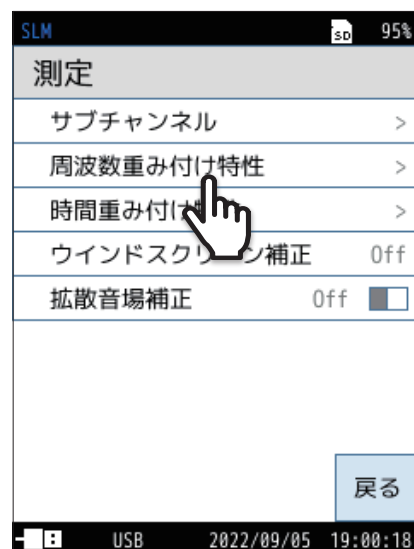 SLM SD 95%
測定
サブチャンネル >
周波数重み付け特性 >
時間重み付け >
ウインドスクリーン補正 Off
拡散音場補正 Off
戻る
USB 2022/09/05 19:00:18